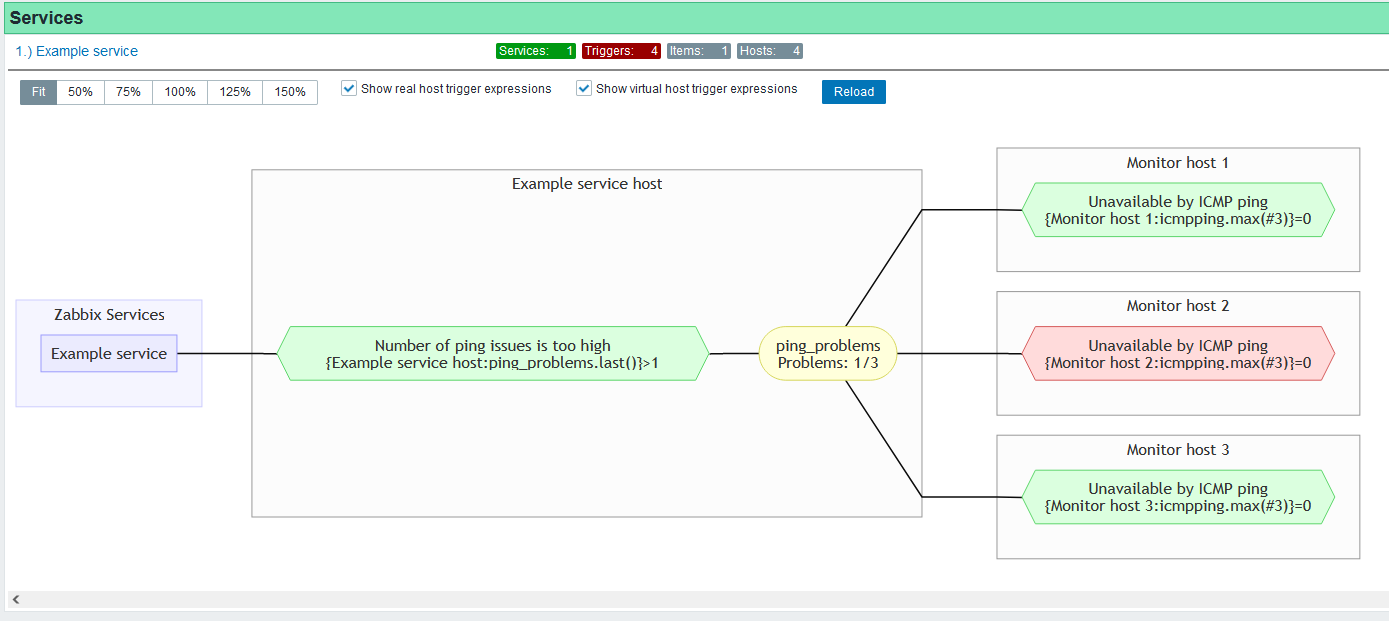 Services
1.) Example service
Services: 1 Triggers: 4 Items: 1 Hosts: 4
Fit 50% 75% 100% 125% 150% Show real host trigger expressions Show virtual host trigger expressions Reload
Zabbix Services
Example service
Example service host
Number of ping issues is too high
{Example service host:ping_problems.last()}>1
ping_problems
Problems: 1/3
Monitor host 1
Unavailable by ICMP ping
{Monitor host 1:icmpping.max(#3)}=0
Monitor host 2
Unavailable by ICMP ping
{Monitor host 2:icmpping.max(#3)}=0
Monitor host 3
Unavailable by ICMP ping
{Monitor host 3:icmpping.max(#3)}=0